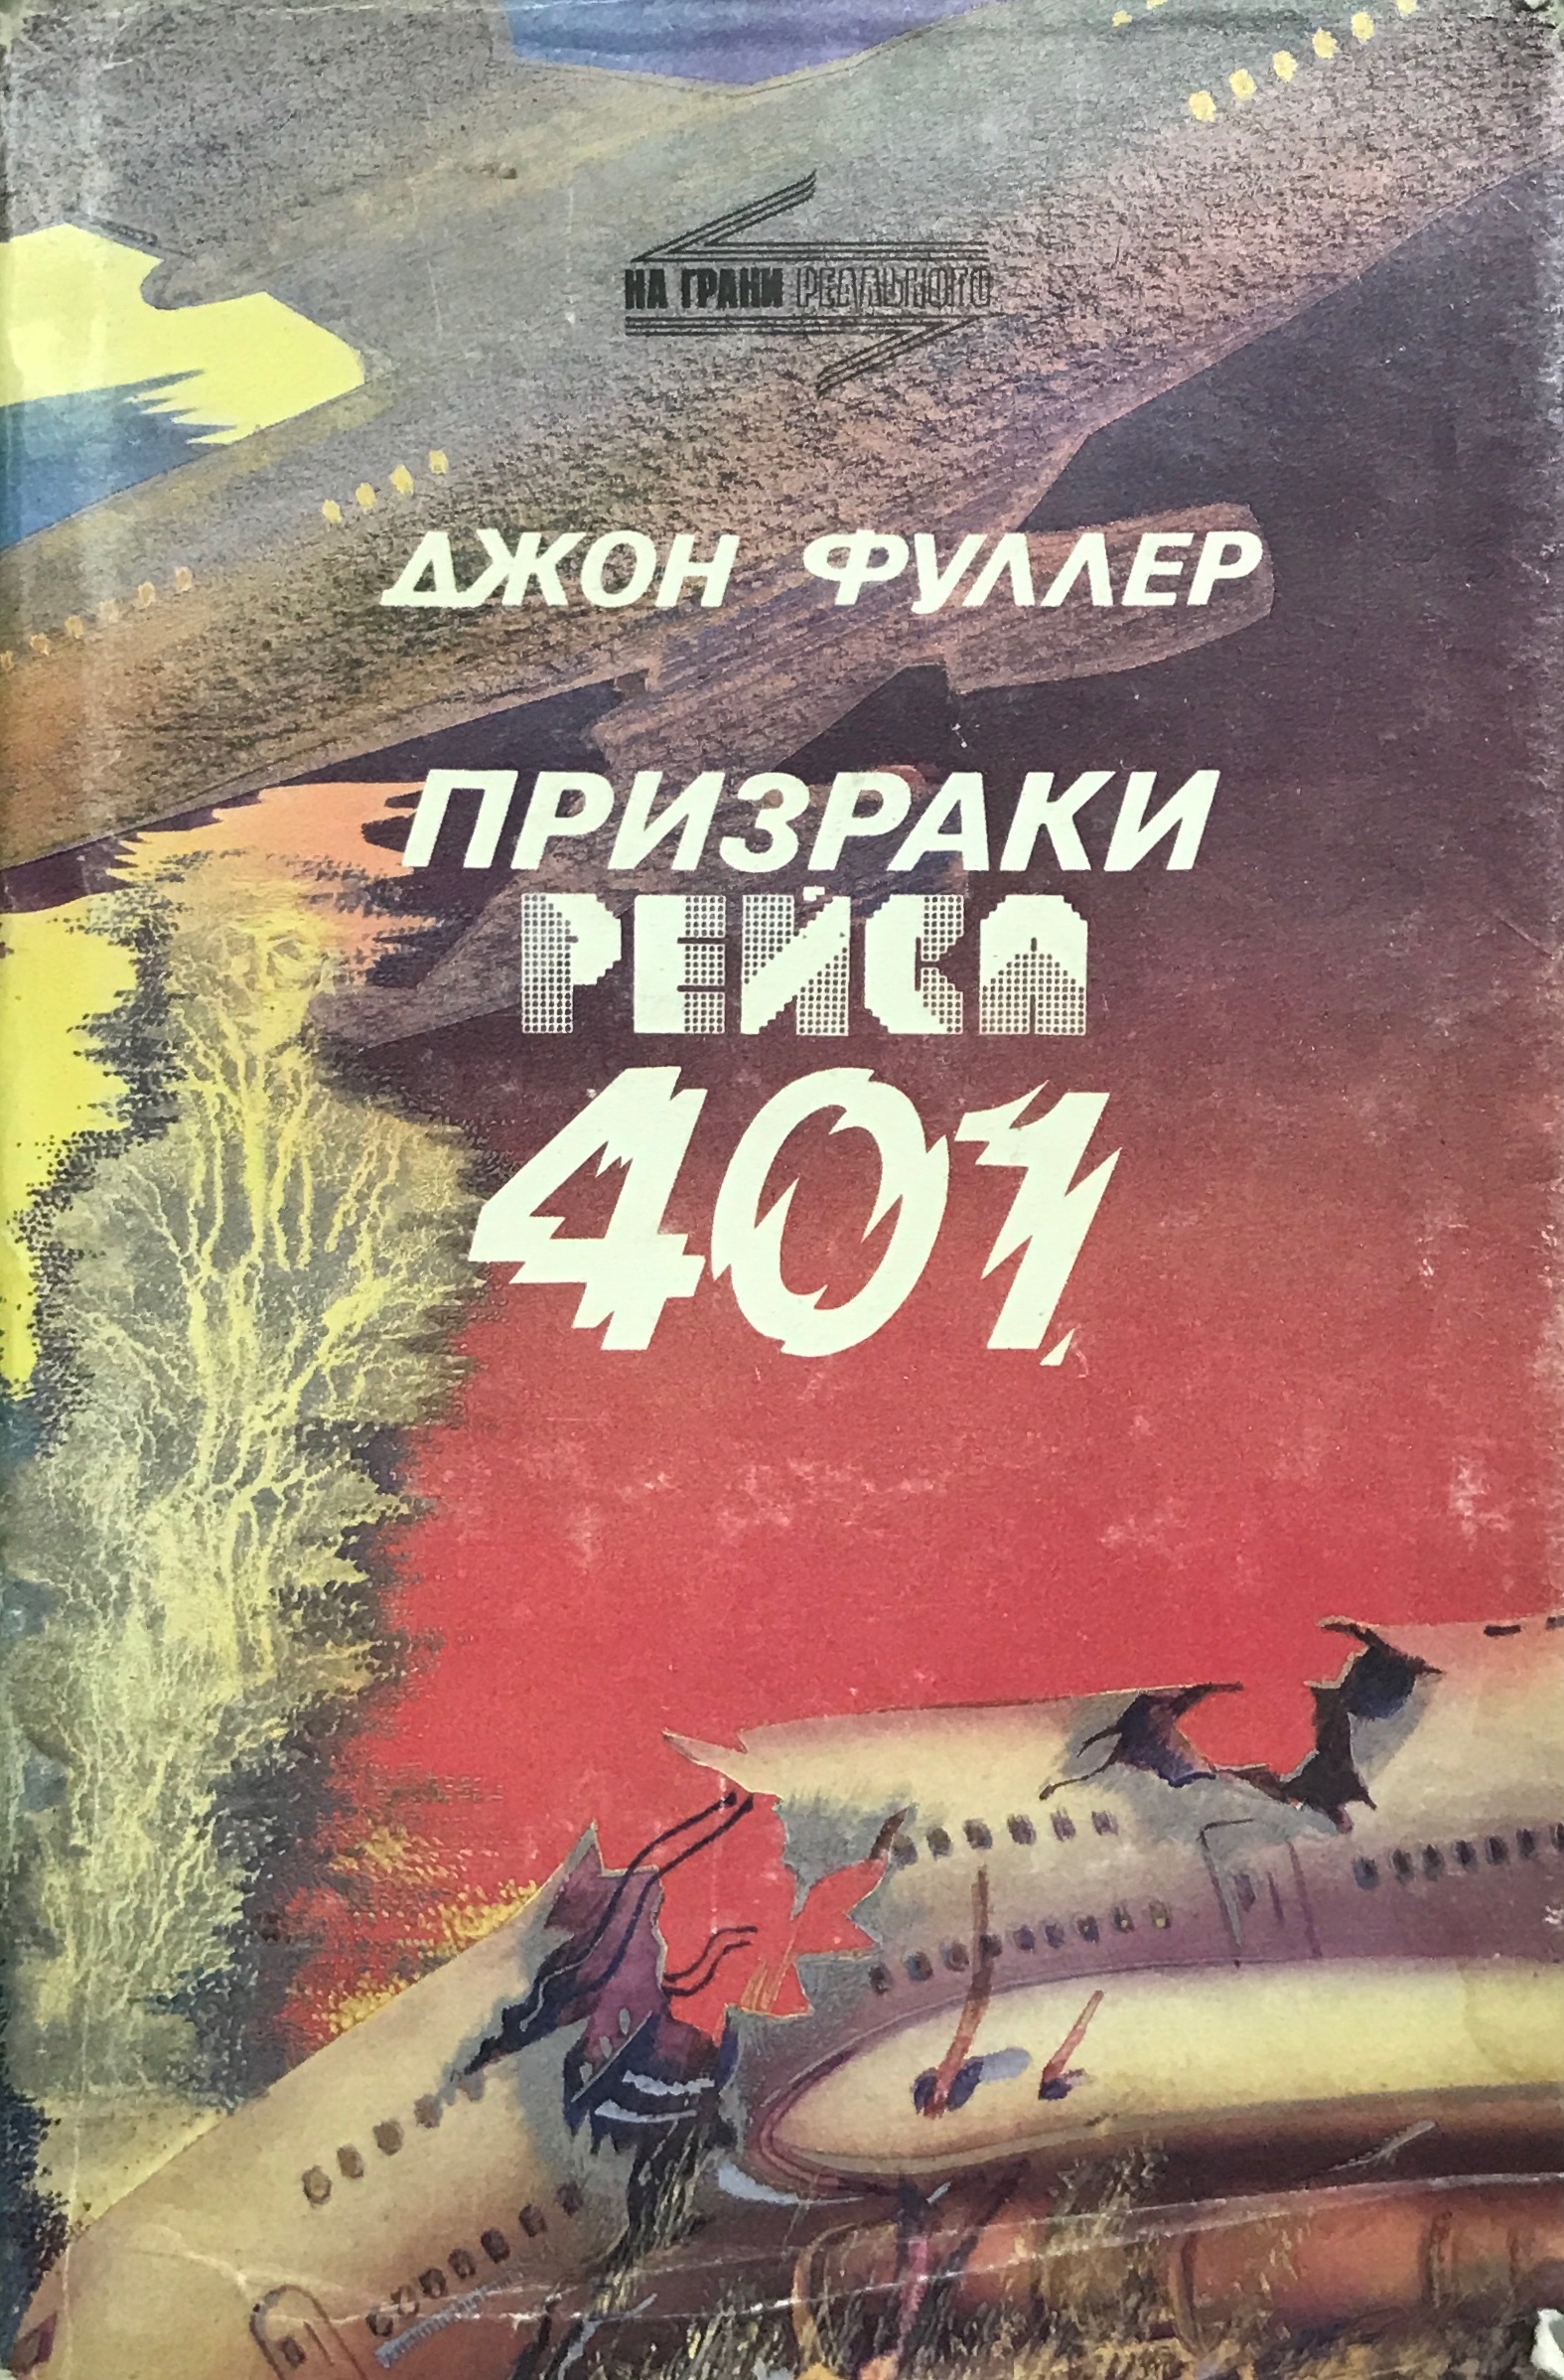 НА ГРАНИ РЕАЛЬНОГО
ДЖОН ФУЛЛЕР
ПРИЗРАКИ
РЕЙСА
401